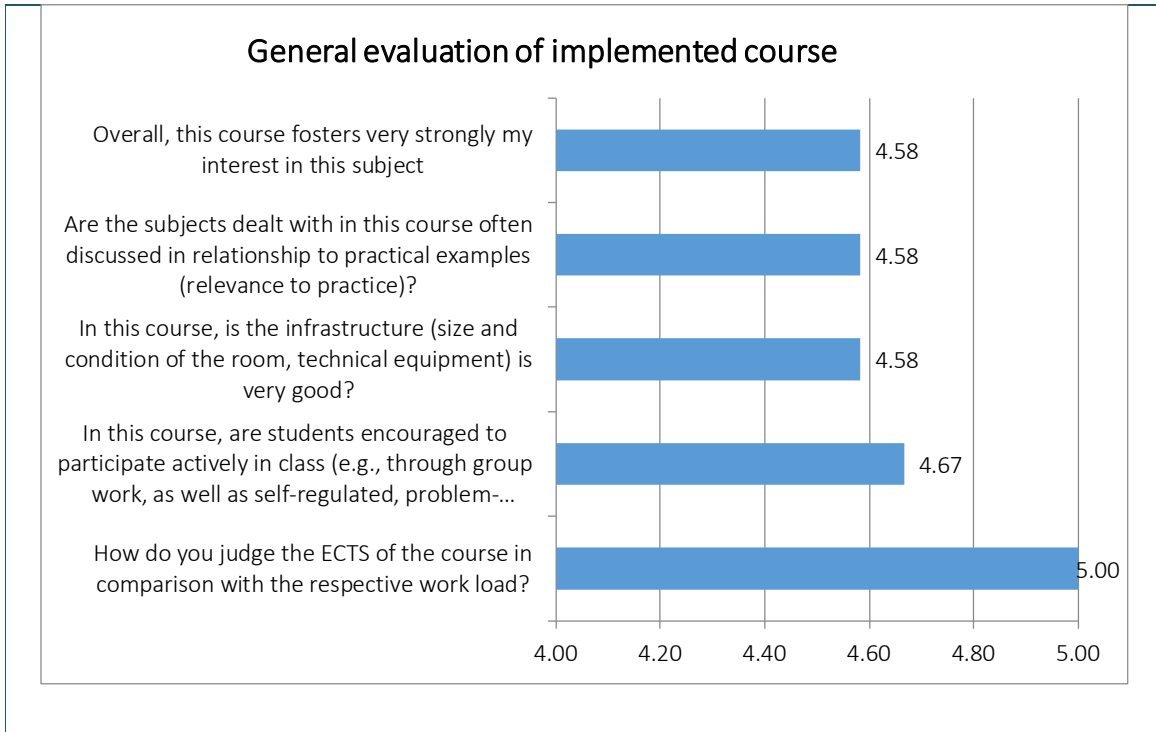 General evaluation of implemented course
Overall, this course fosters very strongly my
interest in this subject
4.58
Are the subjects dealt with in this course often
discussed in relationship to practical examples
(relevance to practice)?
4.58
In this course, is the infrastructure (size and
condition of the room, technical equipment) is
very good?
4.58
In this course, are students encouraged to
participate actively in class (e.g., through group
work, as well as self-regulated, problem-...
4.67
How do you judge the ECTS of the course in
comparison with the respective work load?
5.00
4.00 4.20 4.40 4.60 4.80 5.00